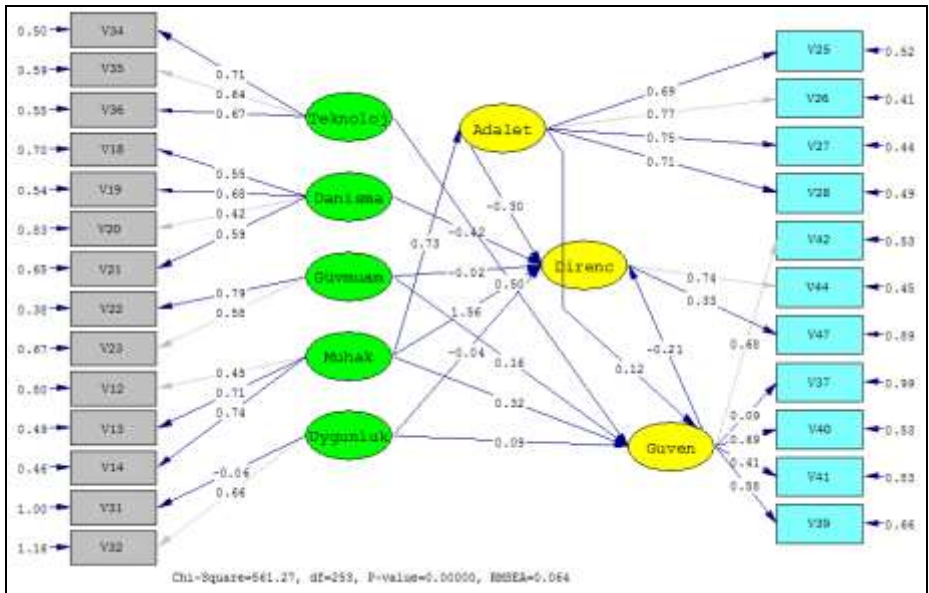 0.50 V34
0.59 V35
0.55 V36
0.70 V18
0.54 V19
0.83 V20
0.65 V21
0.38 V22
0.67 V23
0.80 V12
0.49 V13
0.46 V14
1.00 V31
1.16 V32
0.71
0.64
0.67
0.55
0.68
0.42
0.59
0.79
0.58
0.45
0.71
0.74
-0.06
0.66
Teknoloj
Danisma
Güvmuam
Muhak
Uygunluk
Adalet
Direnc
Guven
0.73
-0.30
-0.42
-0.02
0.50
1.56
-0.04
0.16
0.32
0.09
0.12
-0.21
0.69
0.77
0.75
0.71
0.74
0.33
0.68
0.09
0.69
0.41
0.58
V25 0.52
V26 0.41
V27 0.44
V28 0.49
V42 0.53
V44 0.45
V47 0.89
V37 0.99
V40 0.53
V41 0.83
V39 0.66
Chi-Square=561.27, df=253, P-value=0.00000, RMSEA=0.064